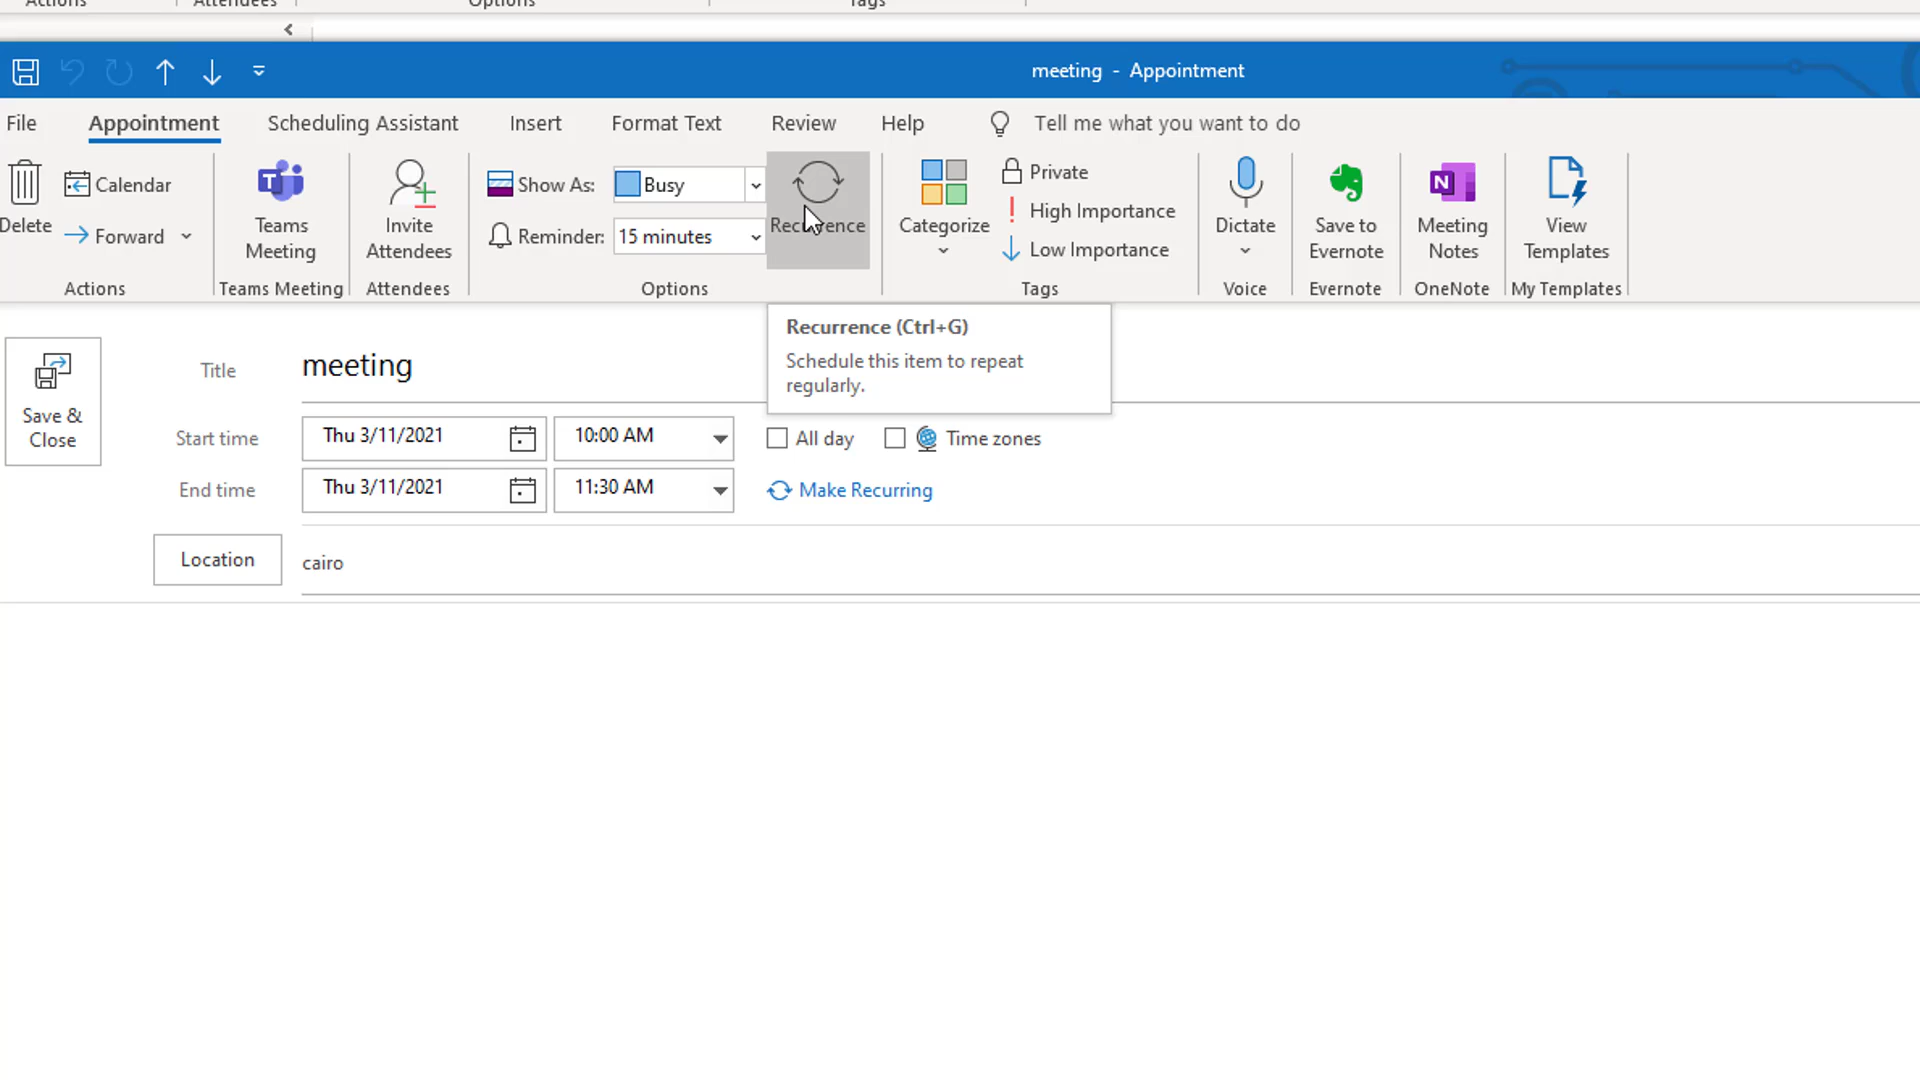 Actions Attendees Options Tags
meeting - Appointment
File Appointment Scheduling Assistant Insert Format Text Review Help Tell me what you want to do
Delete
Calendar
Forward
Actions
Teams
Meeting
Teams Meeting
Invite
Attendees
Attendees
Show As: Busy
Reminder: 15 minutes
Recurrence
Options
Categorize
Private
High Importance
Low Importance
Tags
Dictate
Voice
Save to
Evernote
Evernote
Meeting
Notes
OneNote
View
Templates
My Templates
Recurrence (Ctrl+G)
Schedule this item to repeat
regularly.
Save &
Close
Title meeting
Start time Thu 3/11/2021 10:00 AM All day Time zones
End time Thu 3/11/2021 11:30 AM Make Recurring
Location cairo